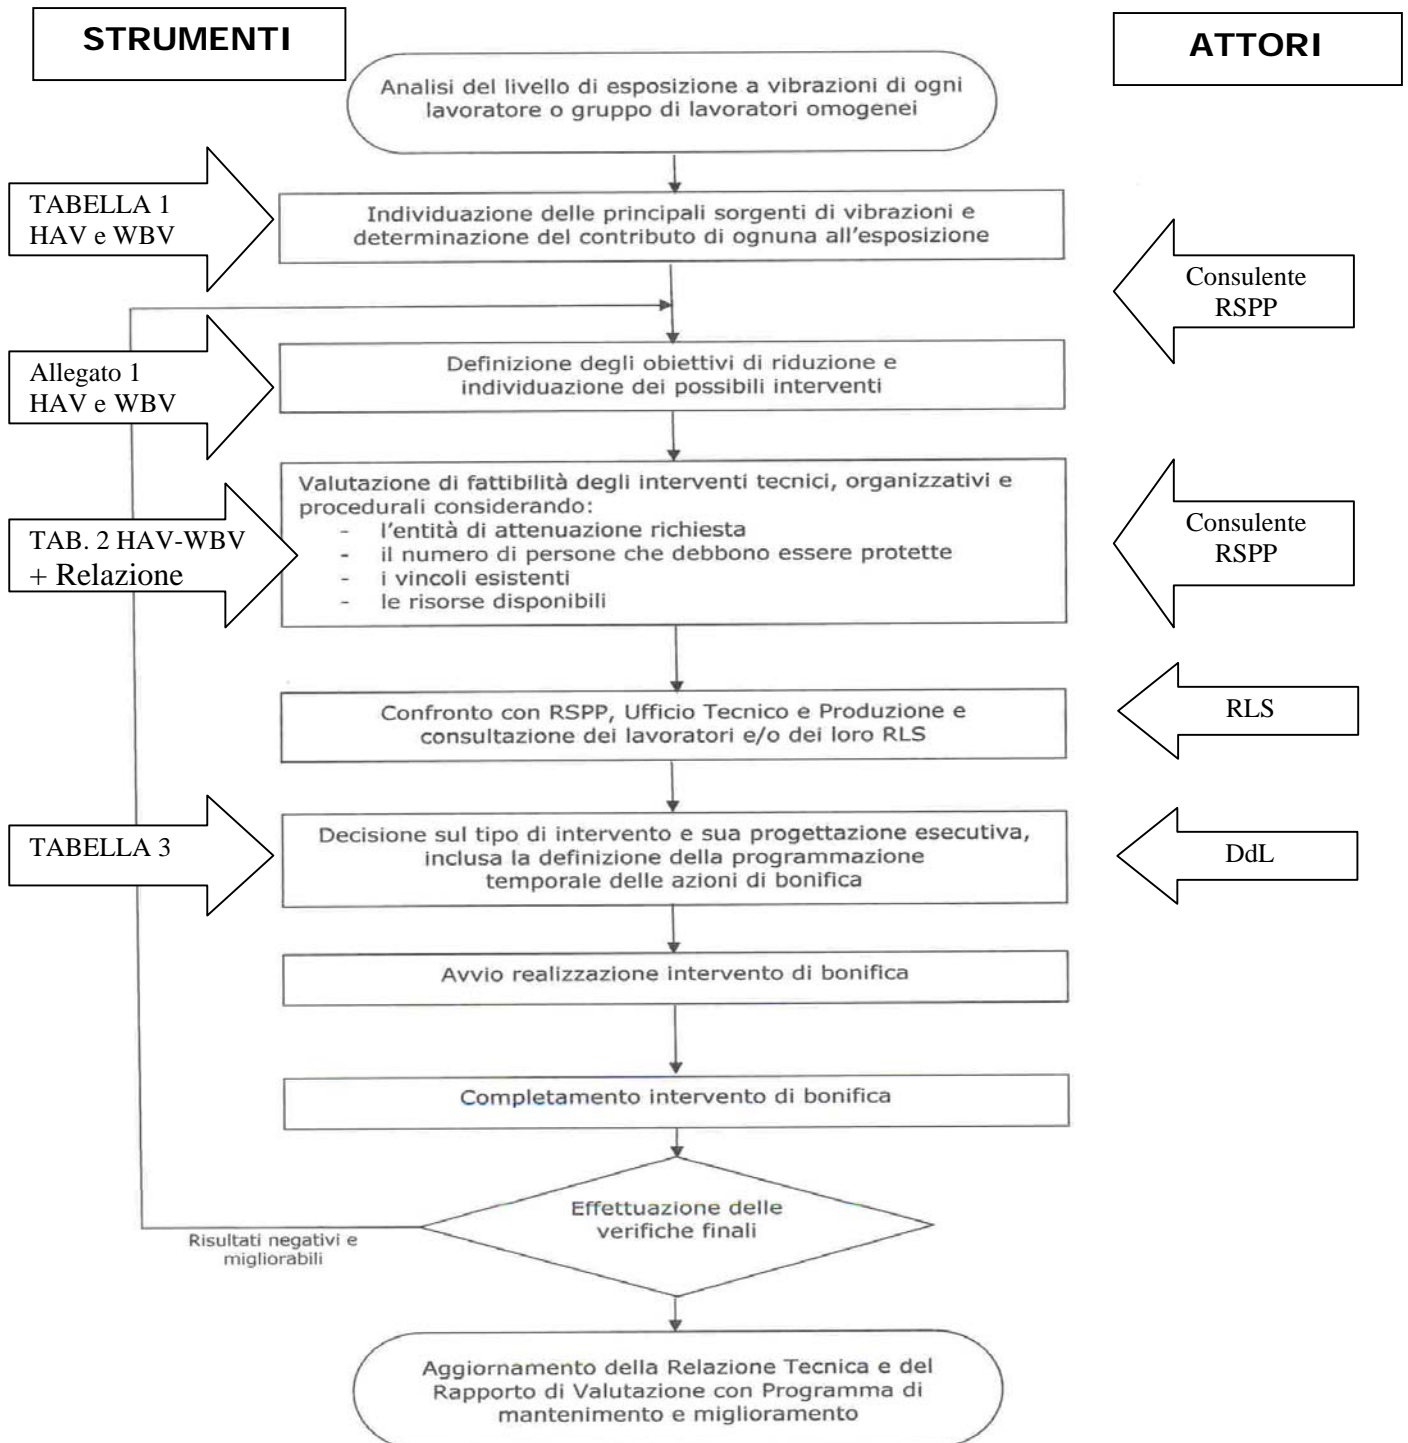 STRUMENTI
ATTORI
Analisi del livello di esposizione a vibrazioni di ogni
lavoratore o gruppo di lavoratori omogenei
TABELLA 1
HAV e WBV
Individuazione delle principali sorgenti di vibrazioni e
determinazione del contributo di ognuna all'esposizione
Consulente
RSPP
Allegato 1
HAV e WBV
Definizione degli obiettivi di riduzione e
individuazione dei possibili interventi
TAB. 2 HAV-WBV
+ Relazione
Valutazione di fattibilità degli interventi tecnici, organizzativi e
procedurali considerando:
- l'entità di attenuazione richiesta
- il numero di persone che debbono essere protette
- i vincoli esistenti
- le risorse disponibili
Consulente
RSPP
Confronto con RSPP, Ufficio Tecnico e Produzione e
consultazione dei lavoratori e/o dei loro RLS
RLS
TABELLA 3
Decisione sul tipo di intervento e sua progettazione esecutiva,
inclusa la definizione della programmazione
temporale delle azioni di bonifica
DdL
Avvio realizzazione intervento di bonifica
Completamento intervento di bonifica
Effettuazione delle
verifiche finali
Risultati negativi e
migliorabili
Aggiornamento della Relazione Tecnica e del
Rapporto di Valutazione con Programma di
mantenimento e miglioramento